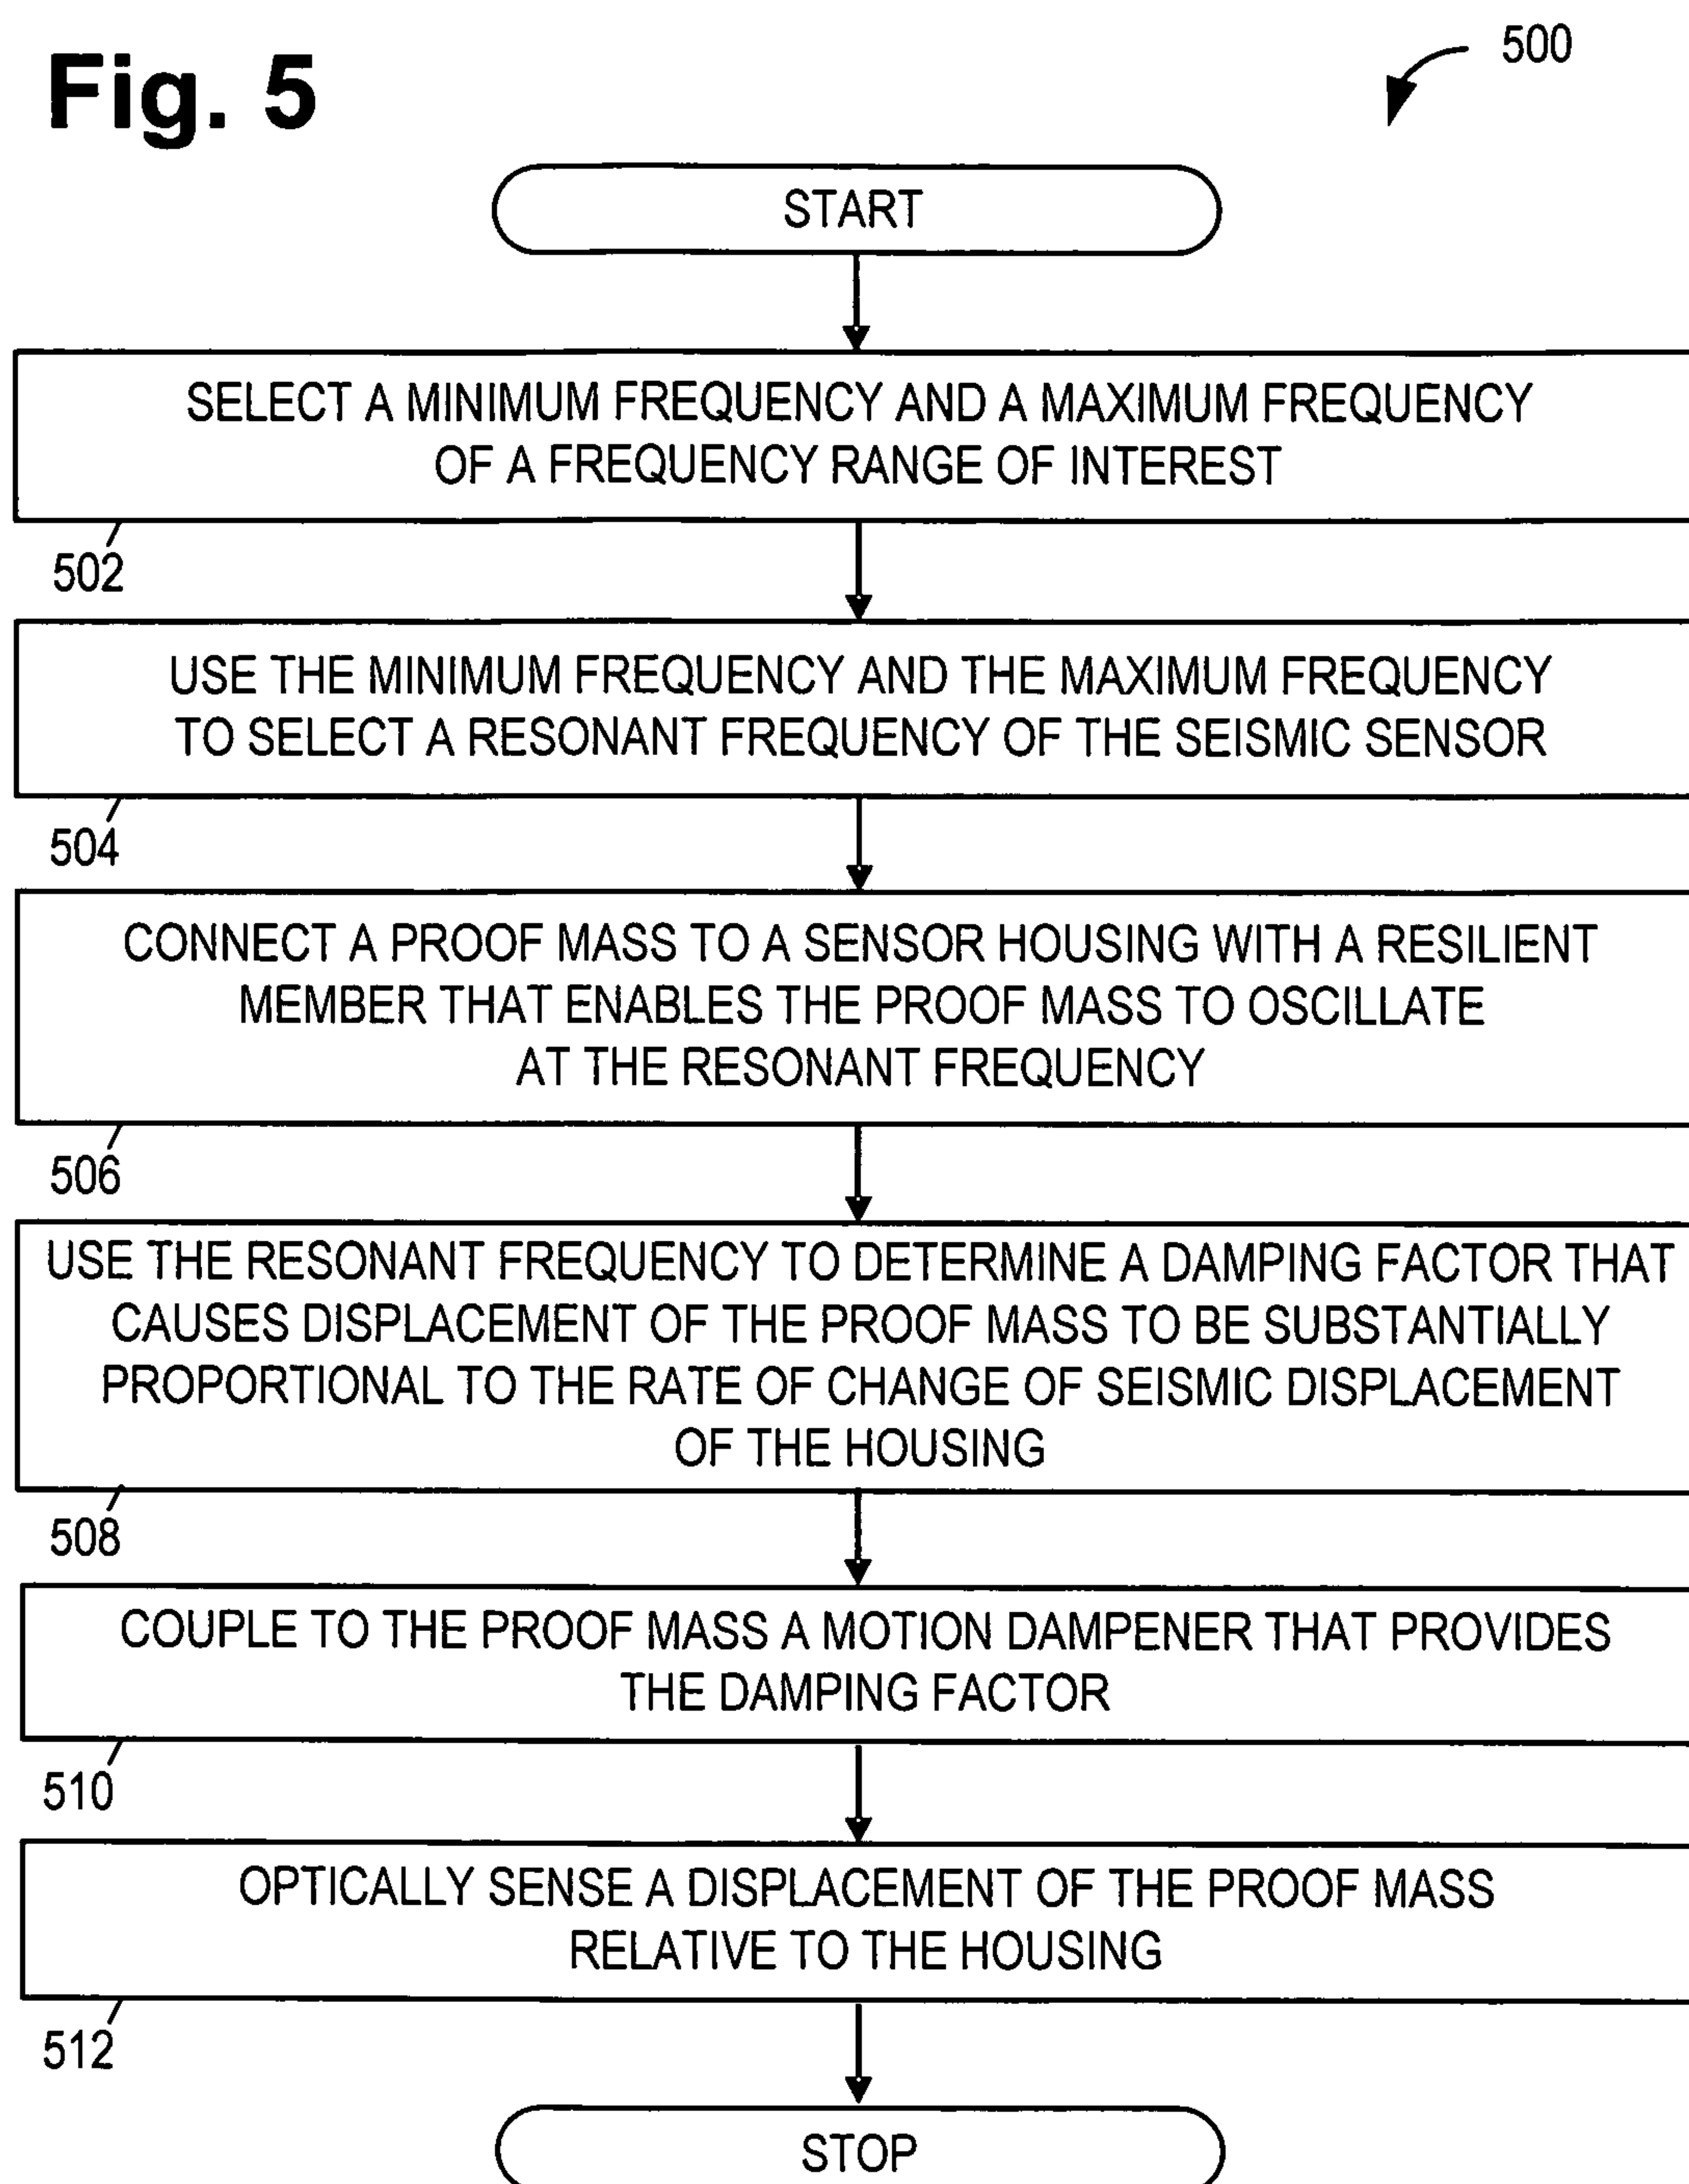 Fig. 5
500
START
SELECT A MINIMUM FREQUENCY AND A MAXIMUM FREQUENCY
OF A FREQUENCY RANGE OF INTEREST
502
USE THE MINIMUM FREQUENCY AND THE MAXIMUM FREQUENCY
TO SELECT A RESONANT FREQUENCY OF THE SEISMIC SENSOR
504
CONNECT A PROOF MASS TO A SENSOR HOUSING WITH A RESILIENT
MEMBER THAT ENABLES THE PROOF MASS TO OSCILLATE
AT THE RESONANT FREQUENCY
506
USE THE RESONANT FREQUENCY TO DETERMINE A DAMPING FACTOR THAT
CAUSES DISPLACEMENT OF THE PROOF MASS TO BE SUBSTANTIALLY
PROPORTIONAL TO THE RATE OF CHANGE OF SEISMIC DISPLACEMENT
OF THE HOUSING
508
COUPLE TO THE PROOF MASS A MOTION DAMPENER THAT PROVIDES
THE DAMPING FACTOR
510
OPTICALLY SENSE A DISPLACEMENT OF THE PROOF MASS
RELATIVE TO THE HOUSING
512
STOP